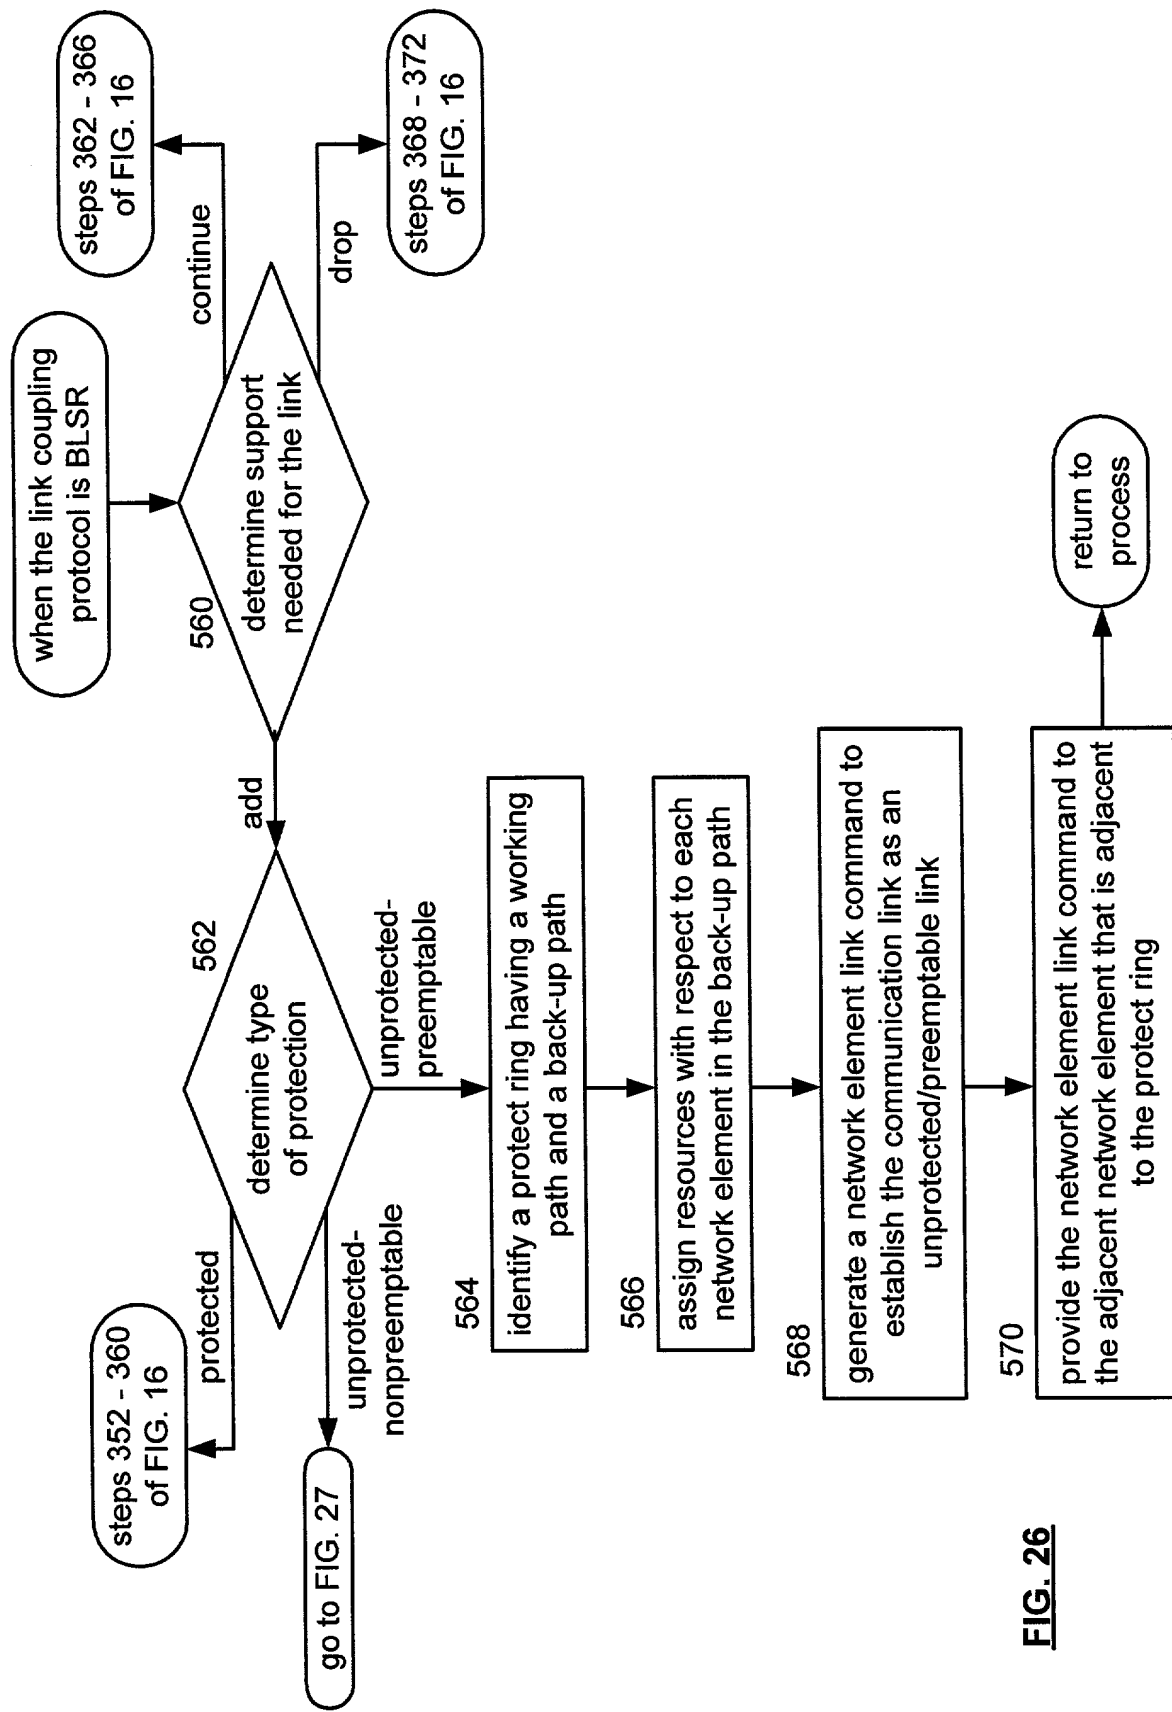 when the link coupling
protocol is BLSR
560
determine support
needed for the link
continue
steps 362 - 366
of FIG. 16
drop
steps 368 - 372
of FIG. 16
add
562
determine type
of protection
protected
steps 352 - 360
of FIG. 16
unprotected-
nonpreemptable
go to FIG. 27
unprotected-
preemptable
564
identify a protect ring having a working
path and a back-up path
566
assign resources with respect to each
network element in the back-up path
568
generate a network element link command to
establish the communication link as an
unprotected/preemptable link
570
provide the network element link command to
the adjacent network element that is adjacent
to the protect ring
return to
process
FIG. 26